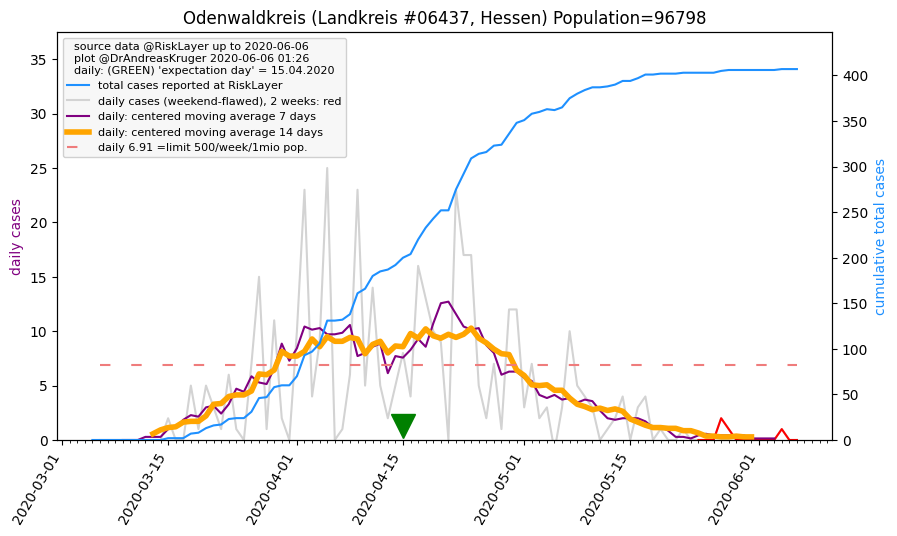 Odenwaldkreis (Landkreis #06437, Hessen) Population=96798
source data @RiskLayer up to 2020-06-06
plot @DrAndreasKruger 2020-06-06 01:26
daily: (GREEN) 'expectation day' = 15.04.2020
total cases reported at RiskLayer
daily cases (weekend-flawed), 2 weeks: red
daily: centered moving average 7 days
daily: centered moving average 14 days
daily 6.91 =limit 500/week/1mio pop.
daily cases
35
30
25
20
15
10
5
0
cumulative total cases
400
350
300
250
200
150
100
50
0
2020-03-01
2020-03-15
2020-04-01
2020-04-15
2020-05-01
2020-05-15
2020-06-01